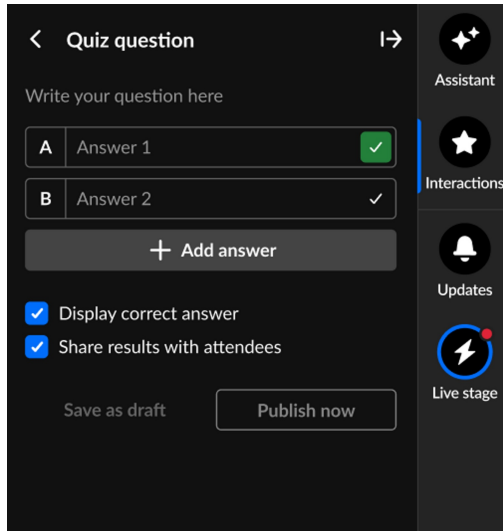 Quiz question
Write your question here
A Answer 1
B Answer 2
Add answer
Display correct answer
Share results with attendees
Save as draft Publish now
Assistant
Interactions
Updates
Live stage